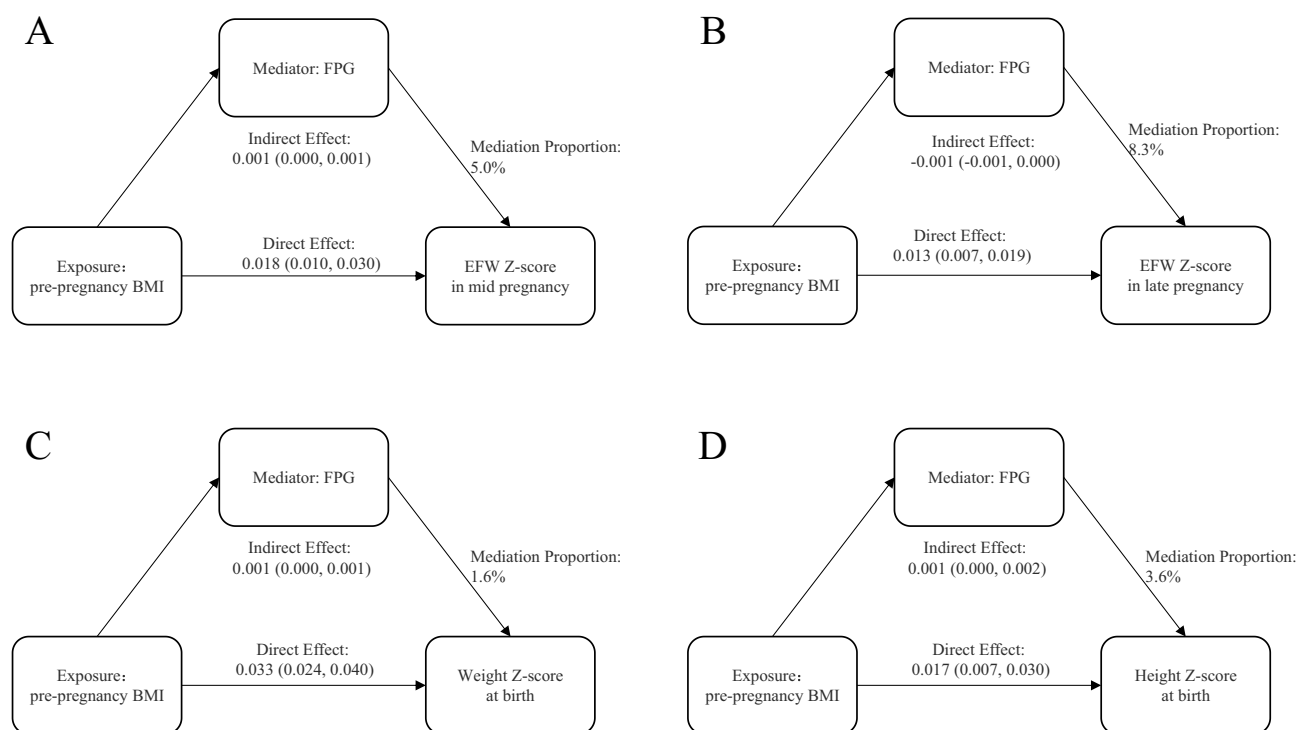 A
Mediator: FPG
Indirect Effect:
0.001 (0.000, 0.001)
Mediation Proportion:
5.0%
Exposure：
pre-pregnancy BMI
Direct Effect:
0.018 (0.010, 0.030)
EFW Z-score
in mid pregnancy
B
Mediator: FPG
Indirect Effect:
-0.001 (-0.001, 0.000)
Mediation Proportion:
8.3%
Exposure：
pre-pregnancy BMI
Direct Effect:
0.013 (0.007, 0.019)
EFW Z-score
in late pregnancy
C
Mediator: FPG
Indirect Effect:
0.001 (0.000, 0.001)
Mediation Proportion:
1.6%
Exposure：
pre-pregnancy BMI
Direct Effect:
0.033 (0.024, 0.040)
Weight Z-score
at birth
D
Mediator: FPG
Indirect Effect:
0.001 (0.000, 0.002)
Mediation Proportion:
3.6%
Exposure：
pre-pregnancy BMI
Direct Effect:
0.017 (0.007, 0.030)
Height Z-score
at birth